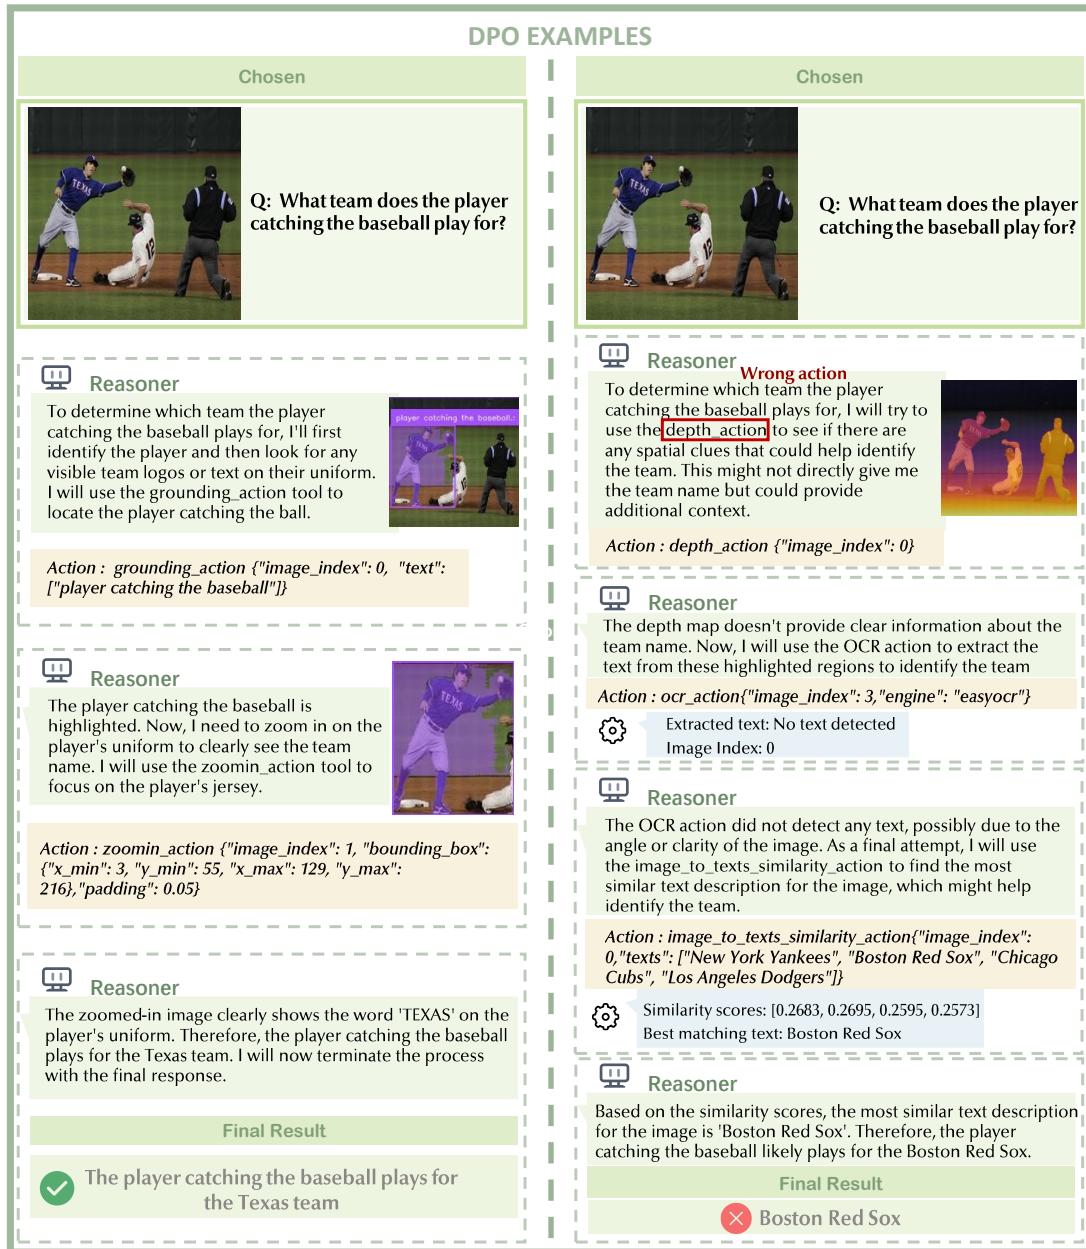 DPO EXAMPLES
Chosen
TEXAS
12
Q: What team does the player
catching the baseball play for?
Reasoner
To determine which team the player
catching the baseball plays for, I'll first
identify the player and then look for any
visible team logos or text on their uniform.
I will use the grounding_action tool to
locate the player catching the ball.
player catching the baseball.:
Action : grounding_action {"image_index": 0, "text":
["player catching the baseball"]}
Reasoner
The player catching the baseball is
highlighted. Now, I need to zoom in on the
player's uniform to clearly see the team
name. I will use the zoomin_action tool to
focus on the player's jersey.
TEXAS
Action : zoomin_action {"image_index": 1, "bounding_box":
{"x_min": 3, "y_min": 55, "x_max": 129, "y_max":
216},"padding": 0.05}
Reasoner
The zoomed-in image clearly shows the word 'TEXAS' on the
player's uniform. Therefore, the player catching the baseball
plays for the Texas team. I will now terminate the process
with the final response.
Final Result
The player catching the baseball plays for
the Texas team
Chosen
TEXAS
12
Q: What team does the player
catching the baseball play for?
Reasoner
Wrong action
To determine which team the player
catching the baseball plays for, I will try to
use the depth_action to see if there are
any spatial clues that could help identify
the team. This might not directly give me
the team name but could provide
additional context.
Action : depth_action {"image_index": 0}
Reasoner
The depth map doesn't provide clear information about the
team name. Now, I will use the OCR action to extract the
text from these highlighted regions to identify the team
Action : ocr_action{"image_index": 3,"engine": "easyocr"}
Extracted text: No text detected
Image Index: 0
Reasoner
The OCR action did not detect any text, possibly due to the
angle or clarity of the image. As a final attempt, I will use
the image_to_texts_similarity_action to find the most
similar text description for the image, which might help
identify the team.
Action : image_to_texts_similarity_action{"image_index":
0,"texts": ["New York Yankees", "Boston Red Sox", "Chicago
Cubs", "Los Angeles Dodgers"]}
Similarity scores: [0.2683, 0.2695, 0.2595, 0.2573]
Best matching text: Boston Red Sox
Reasoner
Based on the similarity scores, the most similar text description
for the image is 'Boston Red Sox'. Therefore, the player
catching the baseball likely plays for the Boston Red Sox.
Final Result
Boston Red Sox